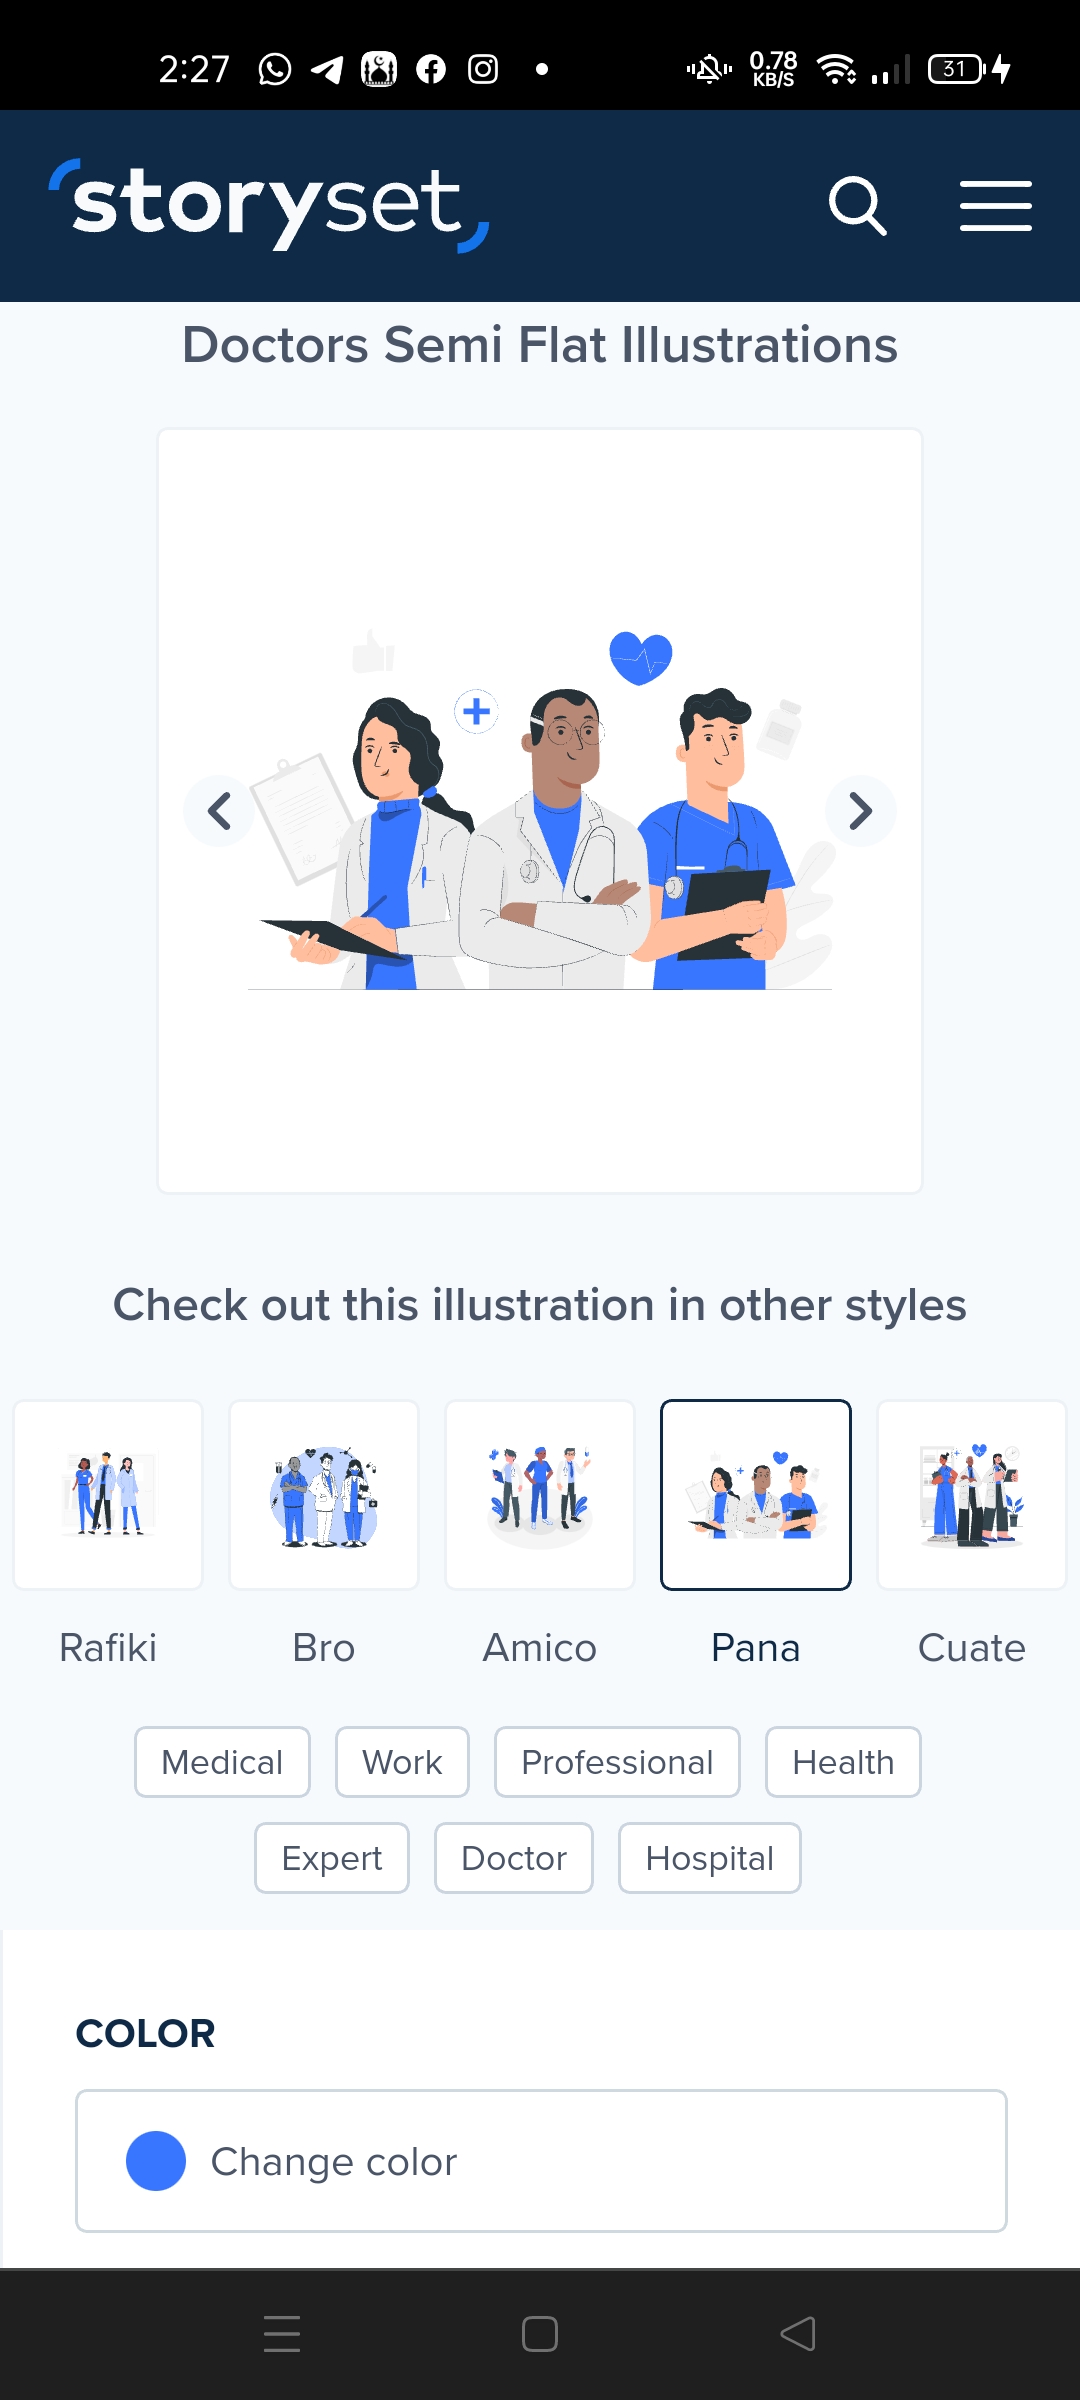 2:27
0.78
KB/S
31
storyset
Doctors Semi Flat Illustrations
Check out this illustration in other styles
Rafiki
Bro
Amico
Pana
Cuate
Medical
Work
Professional
Health
Expert
Doctor
Hospital
COLOR
Change color